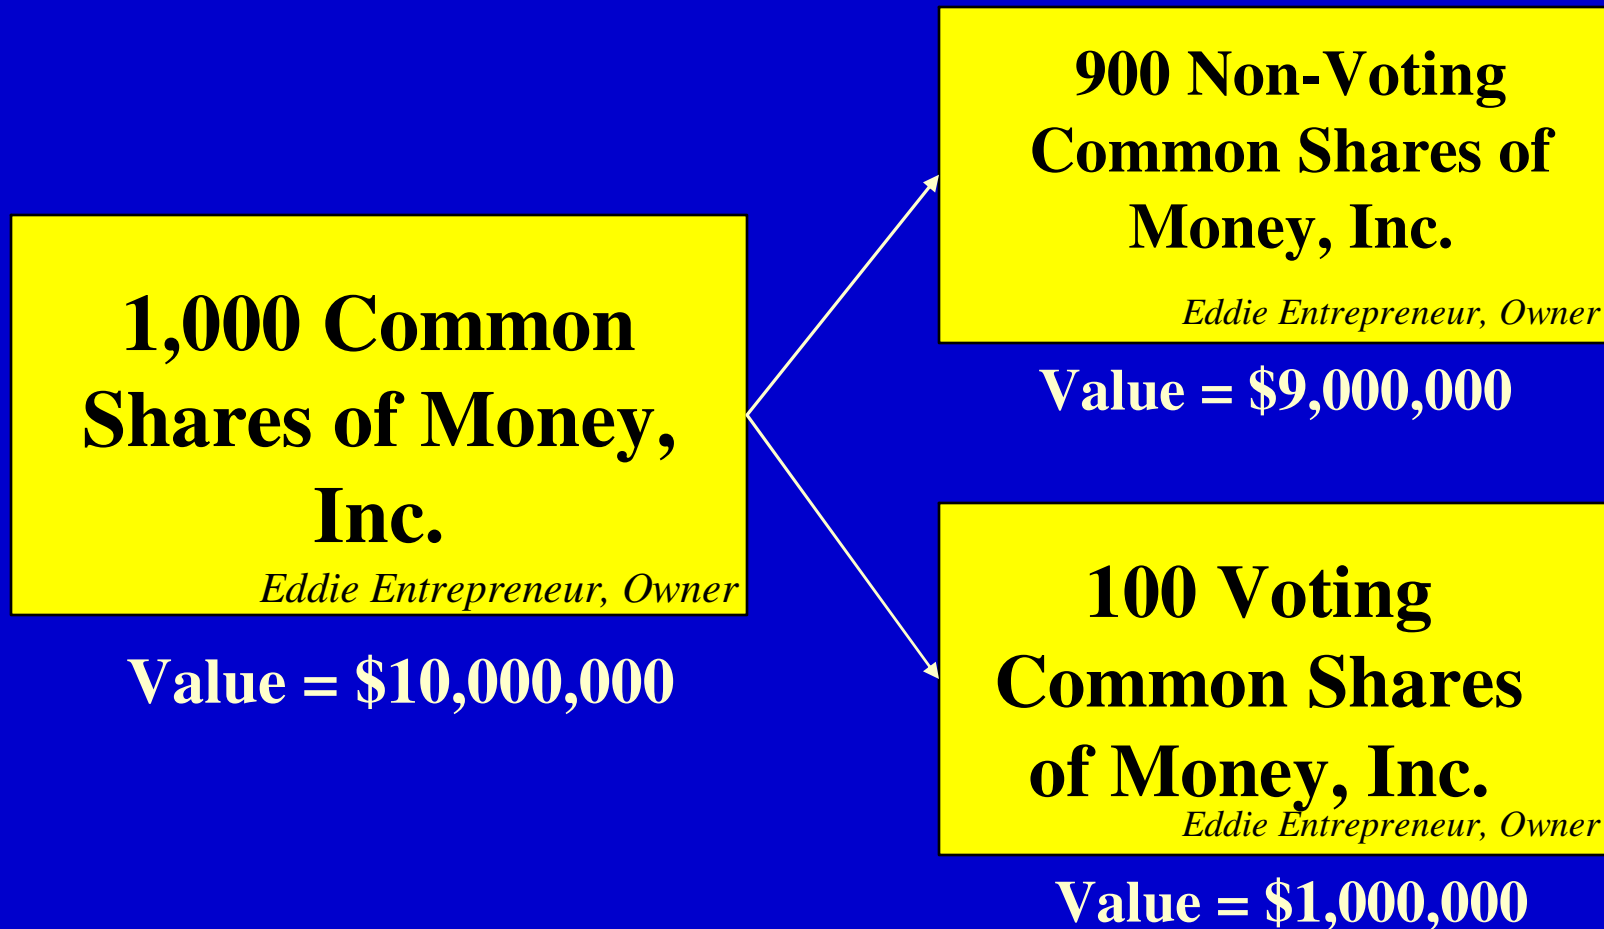 1,000 Common
Shares of Money,
Inc.
Eddie Entrepreneur, Owner
Value = $10,000,000
900 Non-Voting
Common Shares of
Money, Inc.
Eddie Entrepreneur, Owner
Value = $9,000,000
100 Voting
Common Shares
of Money, Inc.
Eddie Entrepreneur, Owner
Value = $1,000,000